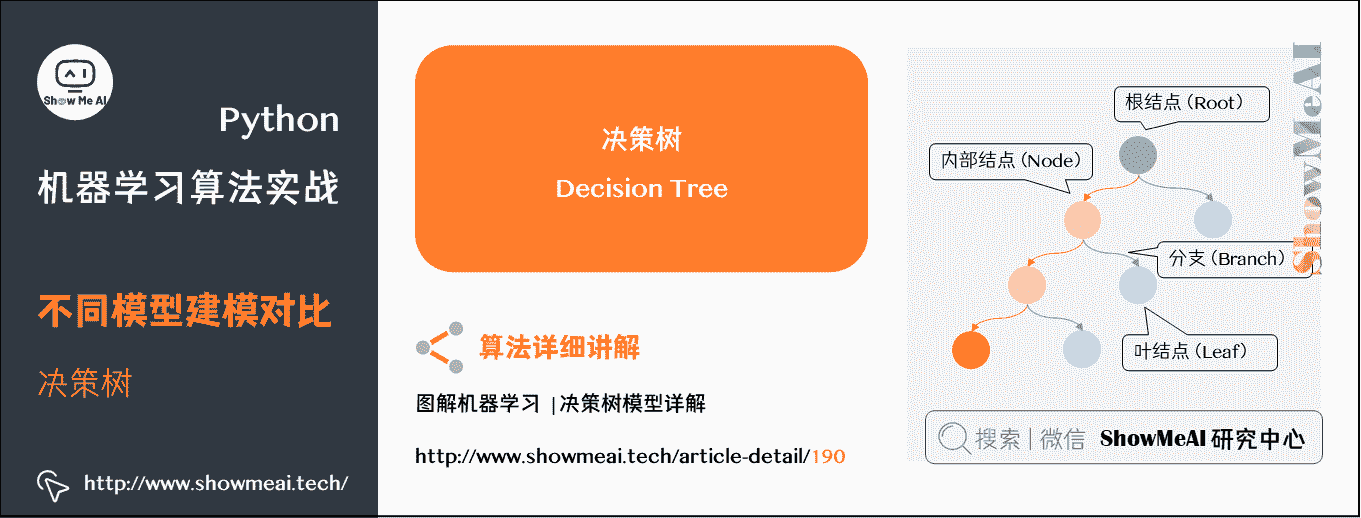 Show Me AI
Python
机器学习算法实战
不同模型建模对比
决策树
http://www.showmeai.tech/
决策树
Decision Tree
算法详细讲解
图解机器学习 | 决策树模型详解
http://www.showmeai.tech/article-detail/190
根结点 (Root)
内部结点 (Node)
分支 (Branch)
叶结点 (Leaf)
ShowMeAI
搜索 | 微信 ShowMeAI 研究中心